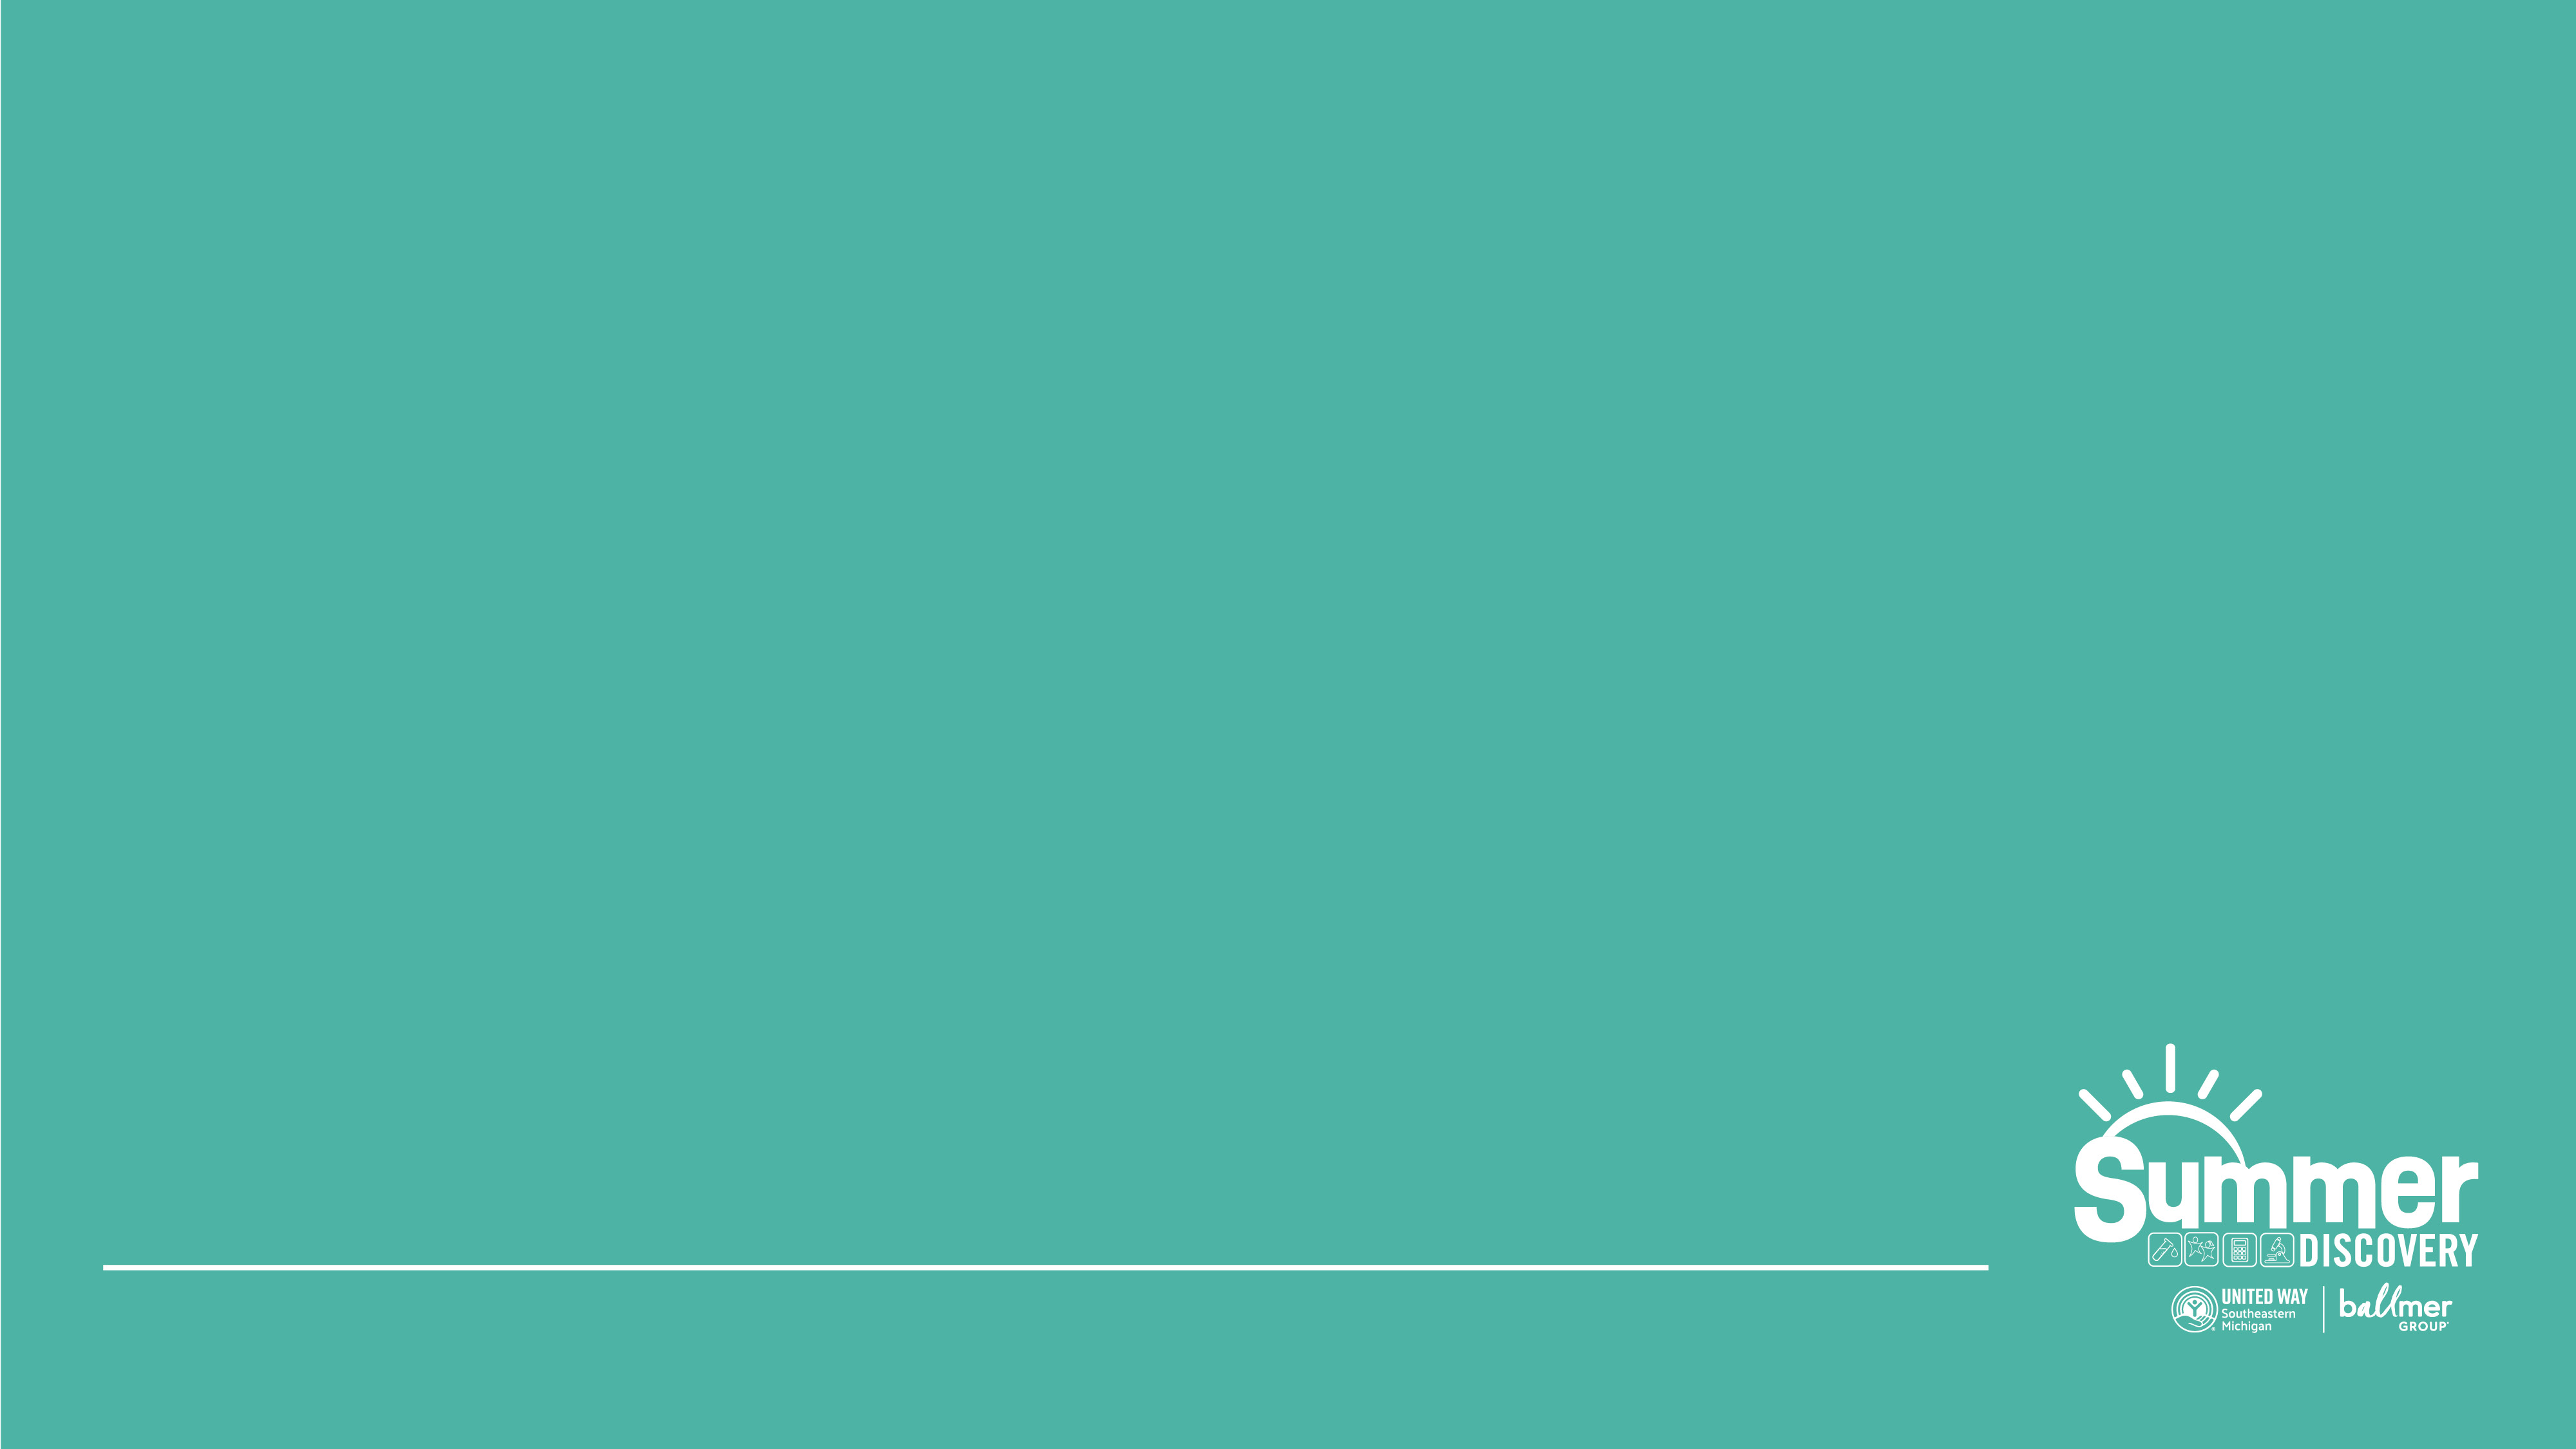 Summer
DISCOVERY
UNITED WAY
Southeastern
Michigan
ballmer
GROUP